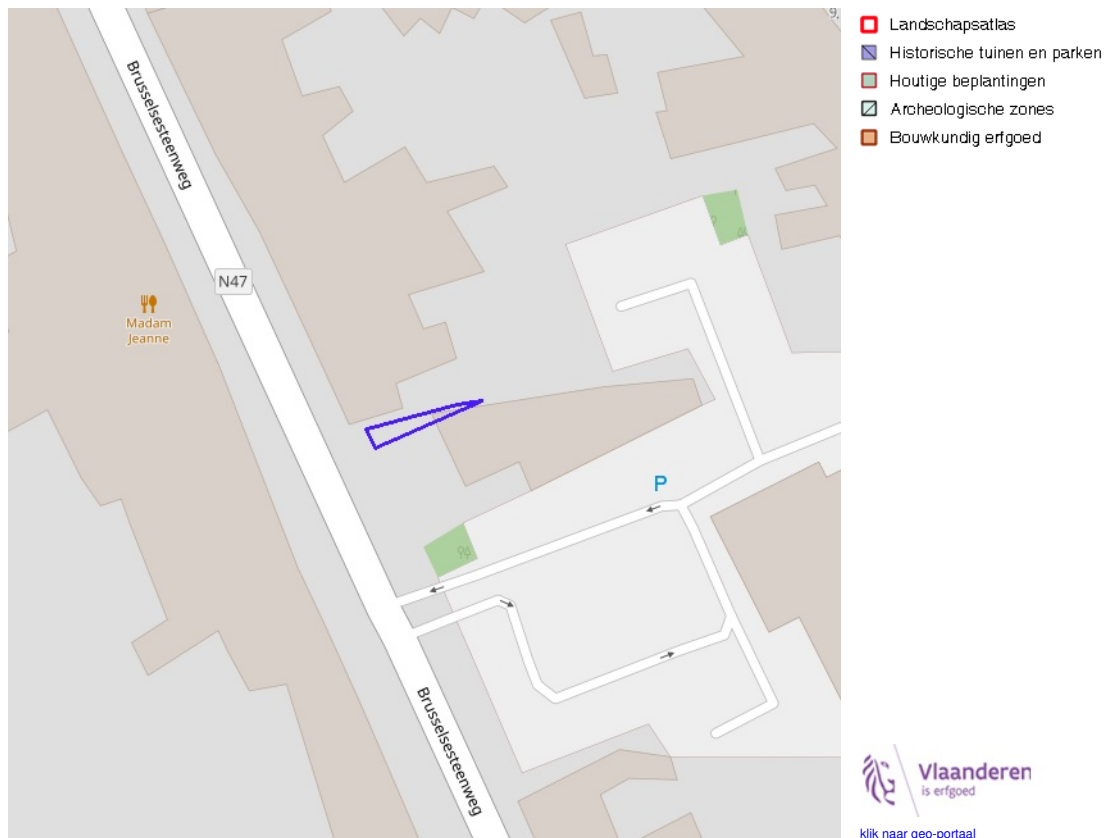 Brusselsesteenweg
N47
Madam
Jeanne
P
Brusselsesteenweg
9.
Landschapsatlas
Historische tuinen en parken
Houtige beplantingen
Archeologische zones
Bouwkundig erfgoed
Vlaanderen
is erfgoed
klik naar geo-portaal